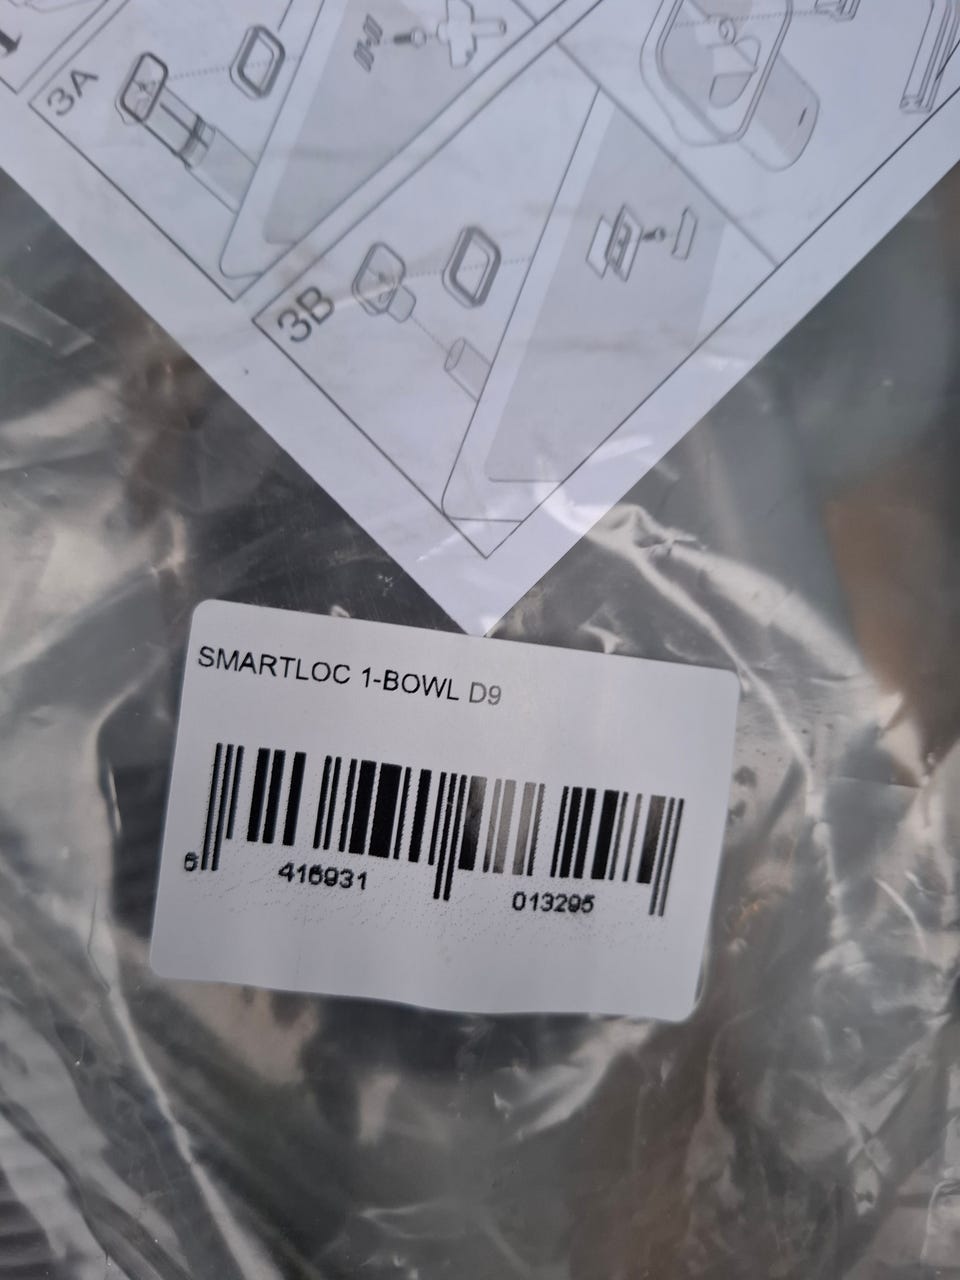 3A
3B
SMARTLOC 1-BOWL D9
6 416931 013295